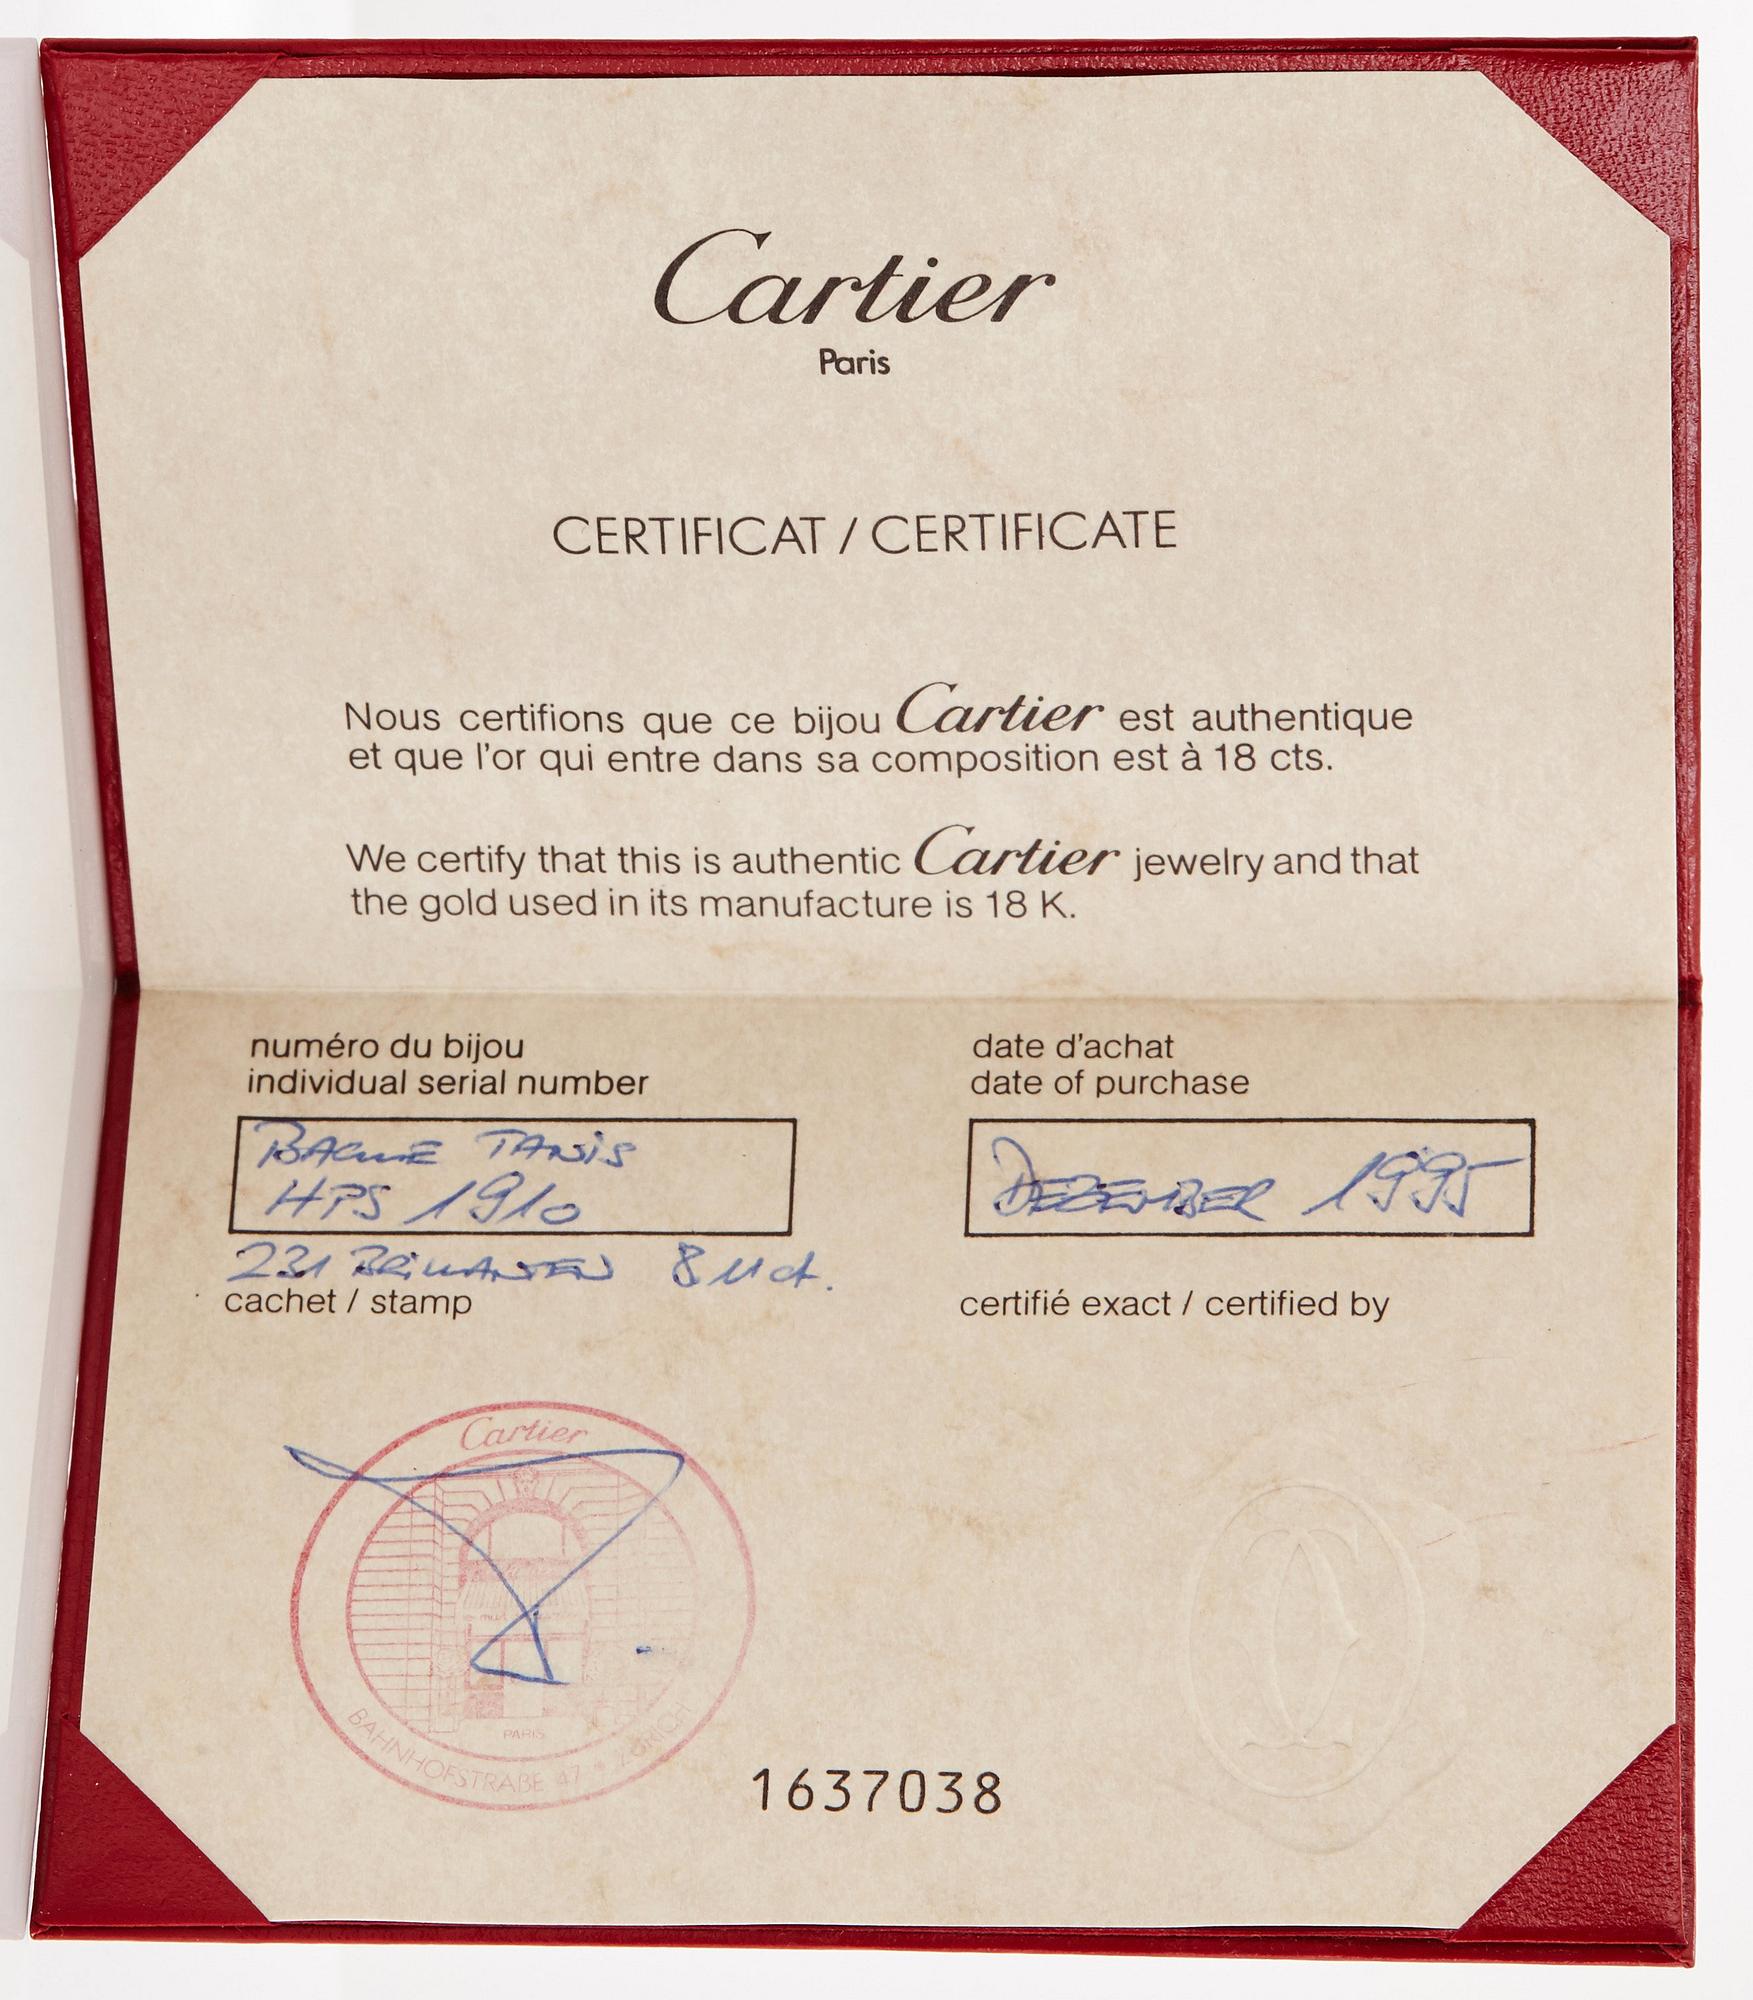 Cartier
Paris
CERTIFICAT / CERTIFICATE
Nous certifions que ce bijou Cartier est authentique
et que l'or qui entre dans sa composition est à 18 cts.
We certify that this is authentic Cartier jewelry and that
the gold used in its manufacture is 18 K.
numéro du bijou
individual serial number
BAGUE TANIS
HPS 1910
231 BRILLANTEN 8 11 ct.
date d'achat
date of purchase
DEZEMBER 1995
cachet / stamp
certifié exact / certified by
Cartier
PARIS
BAHNHOFSTRAßE 47 * ZÜRICH
1637038